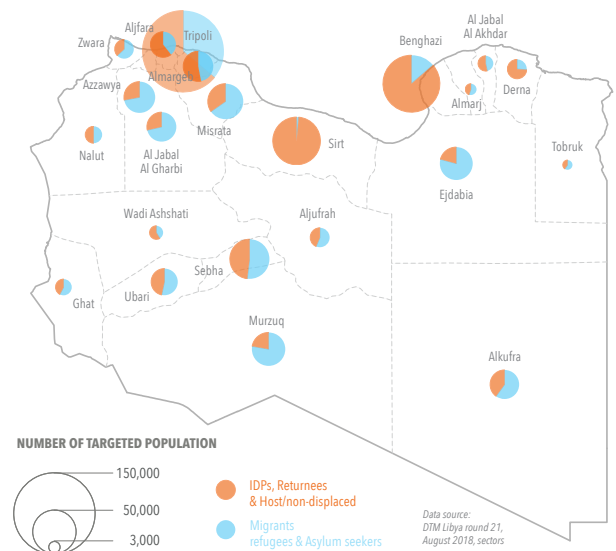 Al Jabal
Al Akhdar
Aljfara
Zwara
Tripoli
Benghazi
Almargeb
Azzawya
Almarj
Derna
Misrata
Nalut
Al Jabal
Al Gharbi
Sirt
Tobruk
Ejdabia
Wadi Ashshati
Aljufrah
Sebha
Ubari
Ghat
Murzuq
Alkufra
NUMBER OF TARGETED POPULATION
150,000
50,000
3,000
IDPs, Returnees
& Host/non-displaced
Migrants
refugees & Asylum seekers
Data source:
DTM Libya round 21,
August 2018, sectors